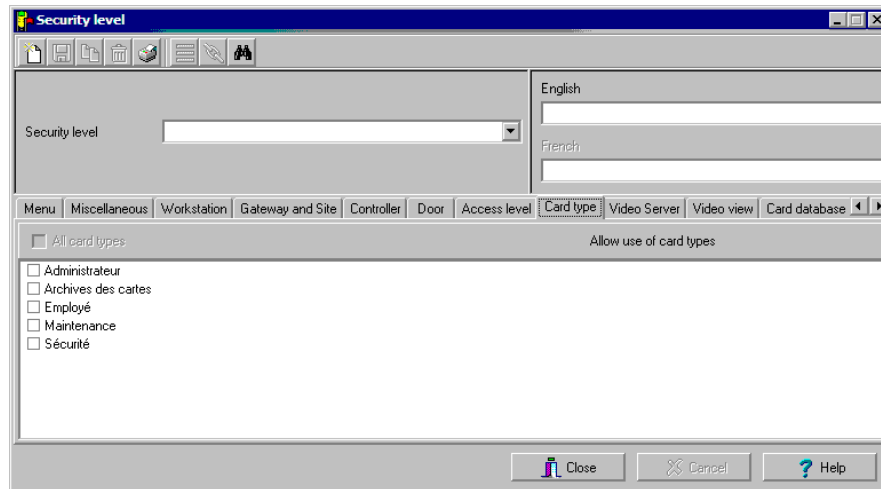 Security level
English
Security level
French
Menu Miscellaneous Workstation Gateway and Site Controller Door Access level Card type Video Server Video view Card database
All card types Allow use of card types
Administrateur
Archives des cartes
Employé
Maintenance
Sécurité
Close Cancel Help